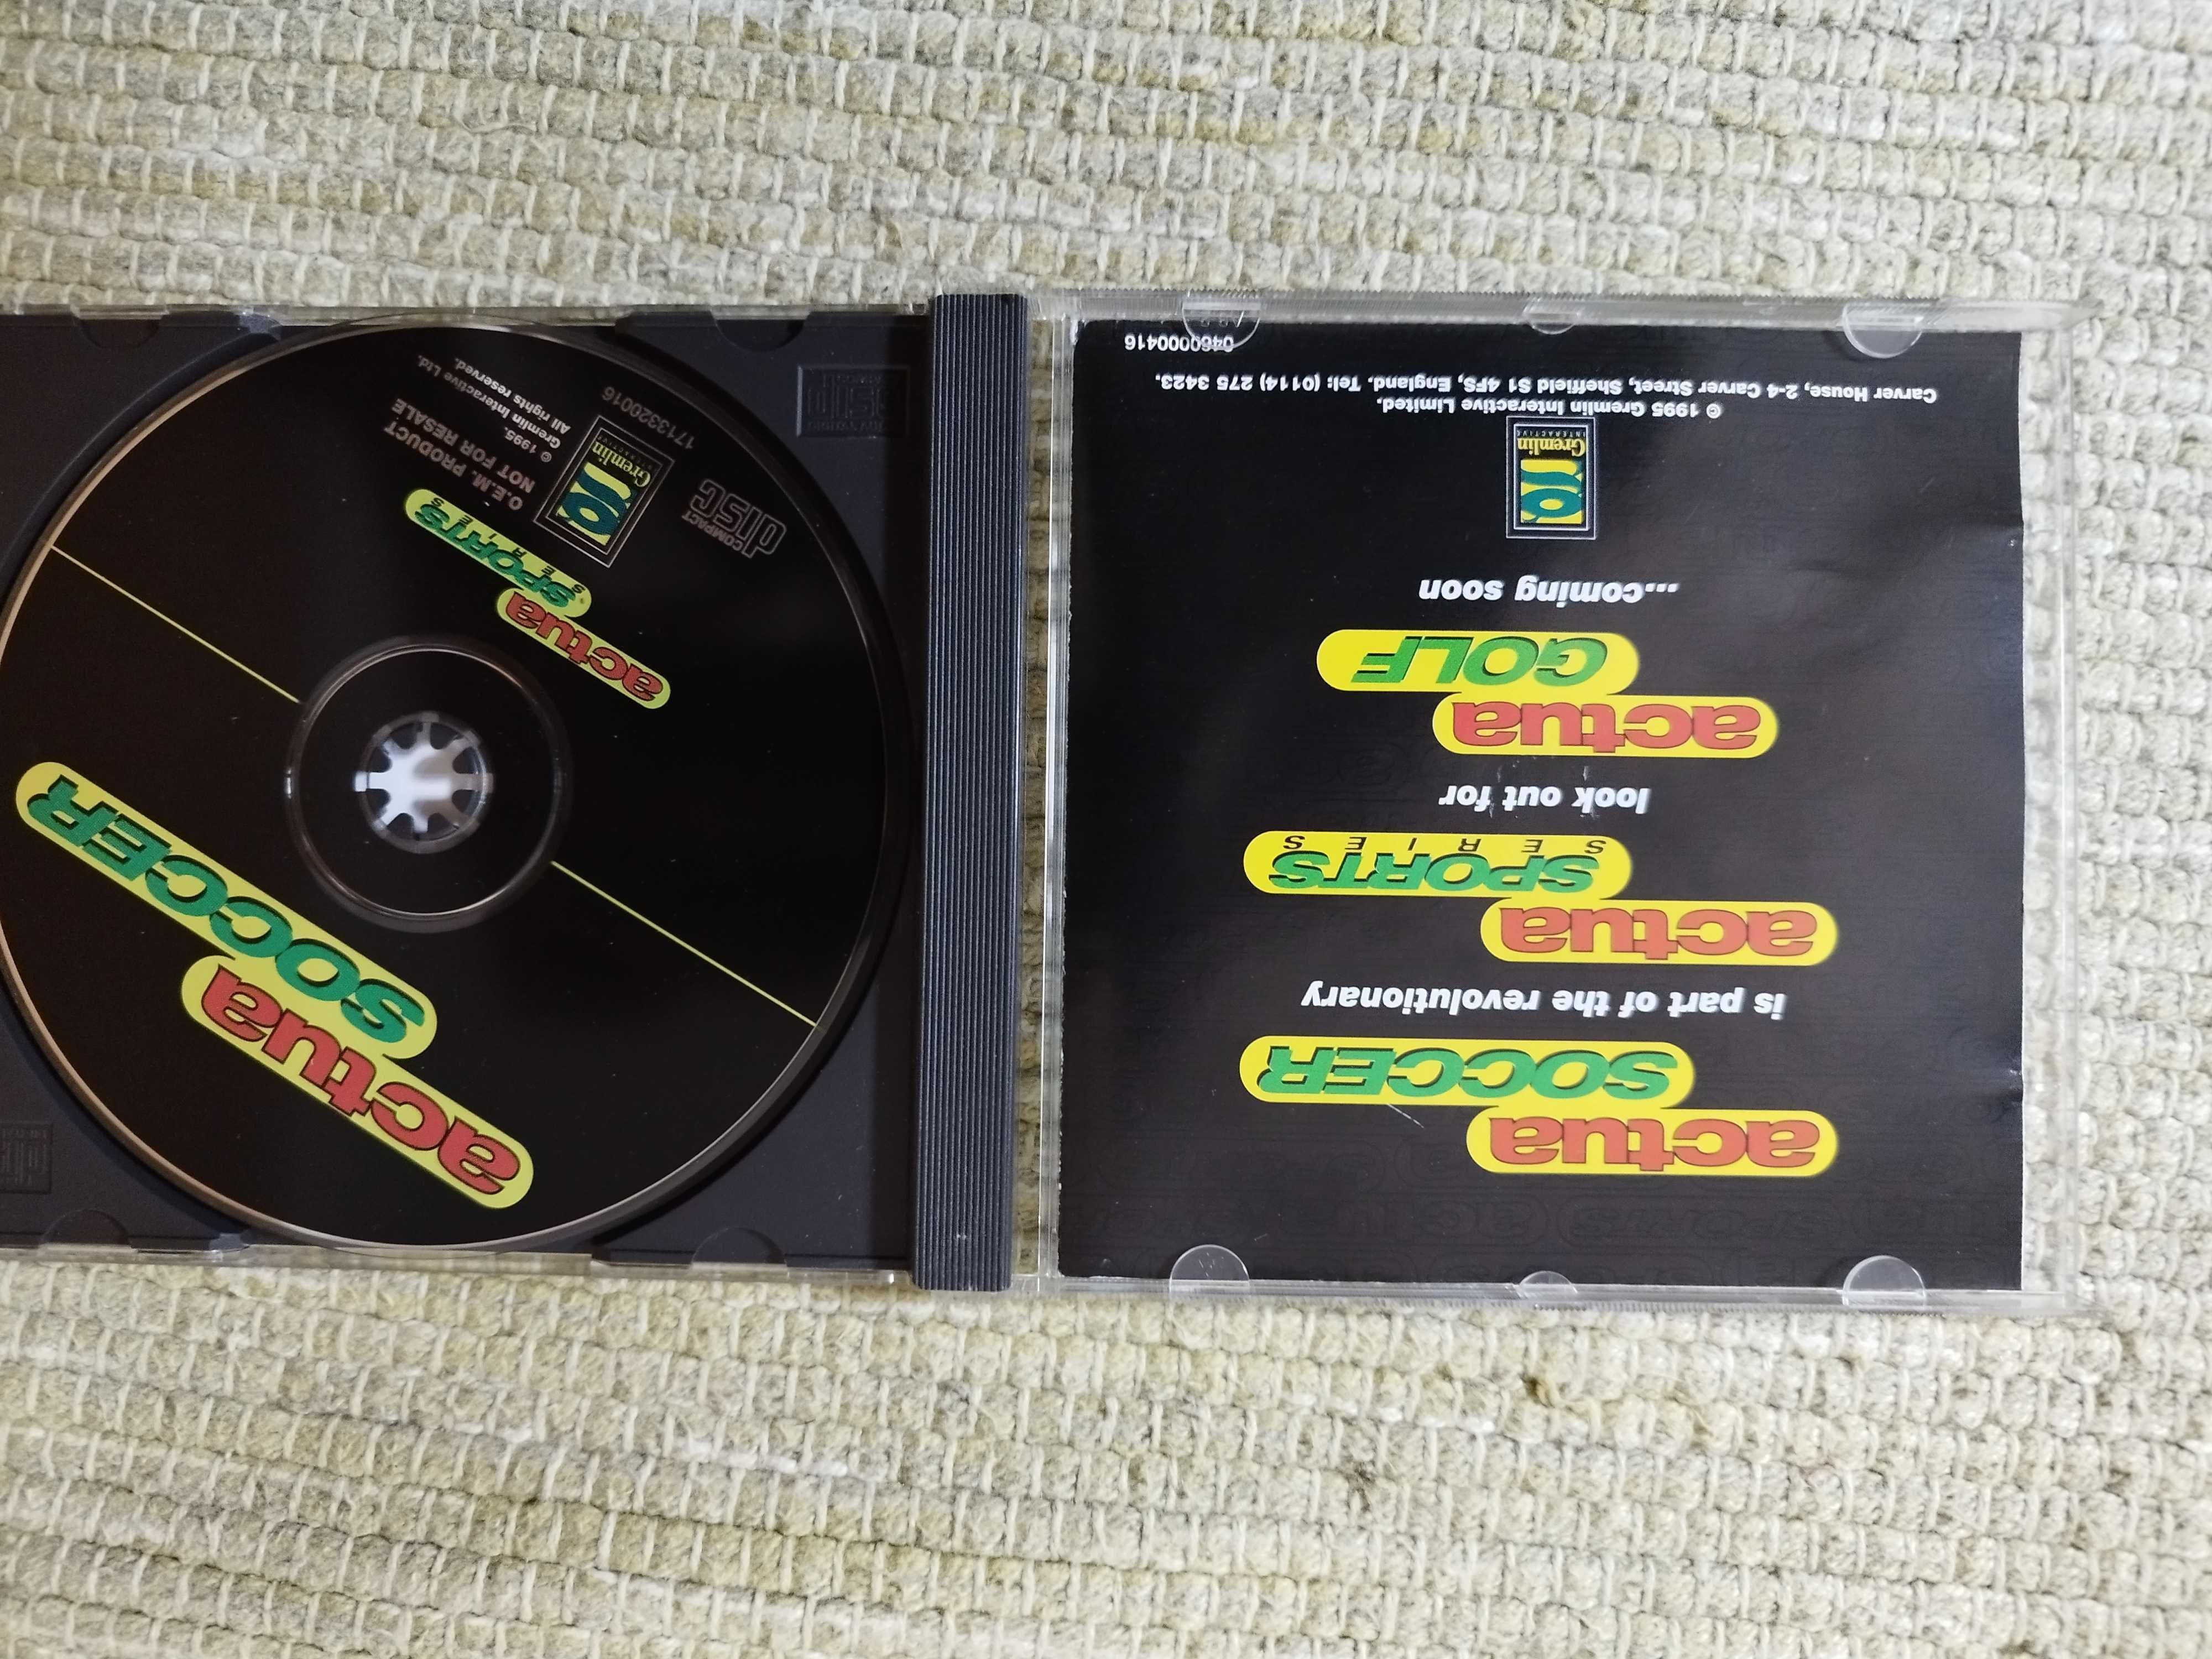 actua
SOCCER
is part of the revolutionary
actua
SPORTS
SERIES
look out for
actua
GOLF
...coming soon
Gremlin
INTERACTIVE
© 1995 Gremlin Interactive Limited.
Carver House, 2-4 Carver Street, Sheffield S1 4FS, England. Tel: (0114) 275 3423.
0460000416
actua
SOCCER
actua
SPORTS
SERIES
COMPACT
disc
Gremlin
INTERACTIVE
1713320016
O.E.M. PRODUCT
NOT FOR RESALE
© 1995.
Gremlin Interactive Ltd.
All rights reserved.